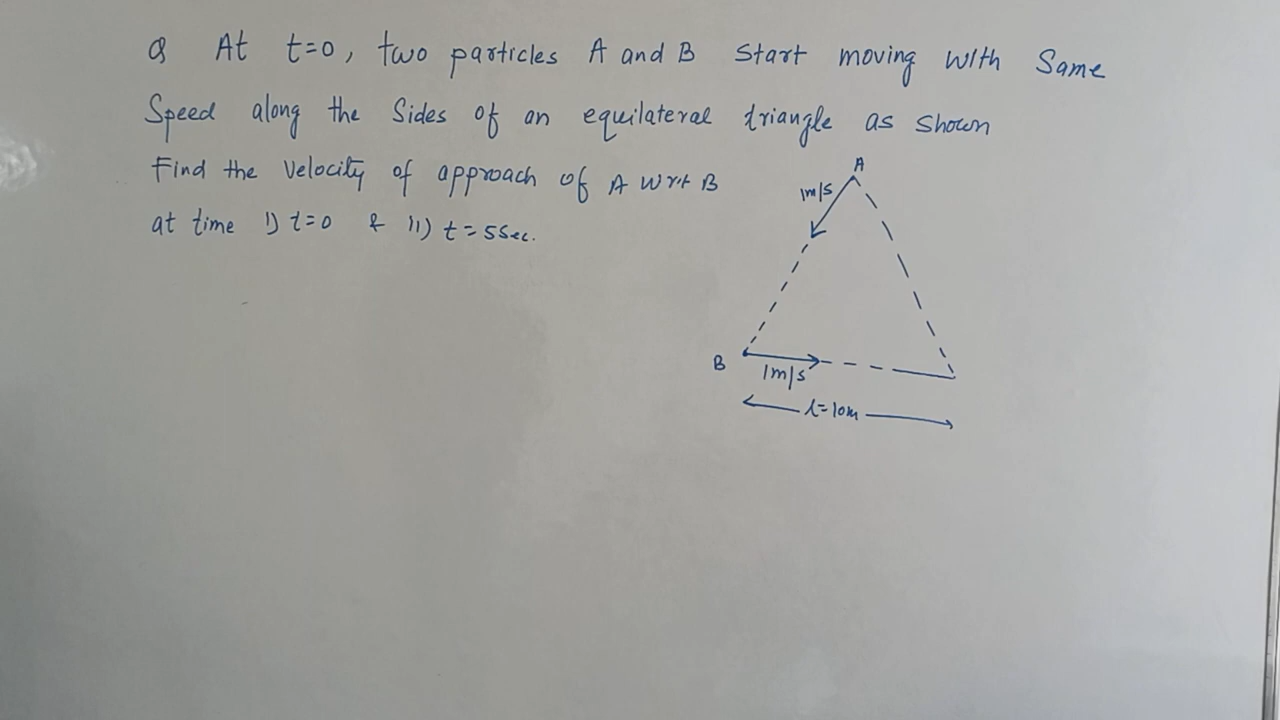 Q At t=0, two particles A and B start moving with Same
Speed along the Sides of an equilateral triangle as shown
Find the velocity of approach of A wrt B
at time i) t=0 & ii) t=5sec.
A
1m/s
B
1m/s
l=10m